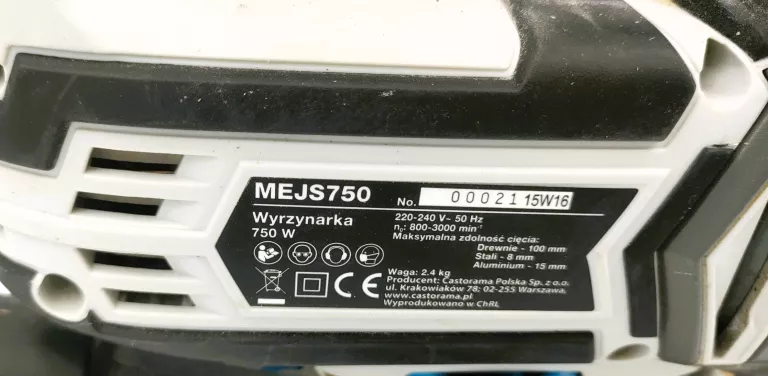 MEJS750 No. 00021 15W16
Wyrzynarka
750 W
220-240 V~ 50 Hz
n₀: 800-3000 min⁻¹
Maksymalna zdolność cięcia:
Drewnie - 100 mm
Stali - 8 mm
Aluminium - 15 mm
CE
Waga: 2.4 kg
Producent: Castorama Polska Sp. z o.o.
ul. Krakowiaków 78; 02-255 Warszawa,
www.castorama.pl
Wyprodukowano w ChRL